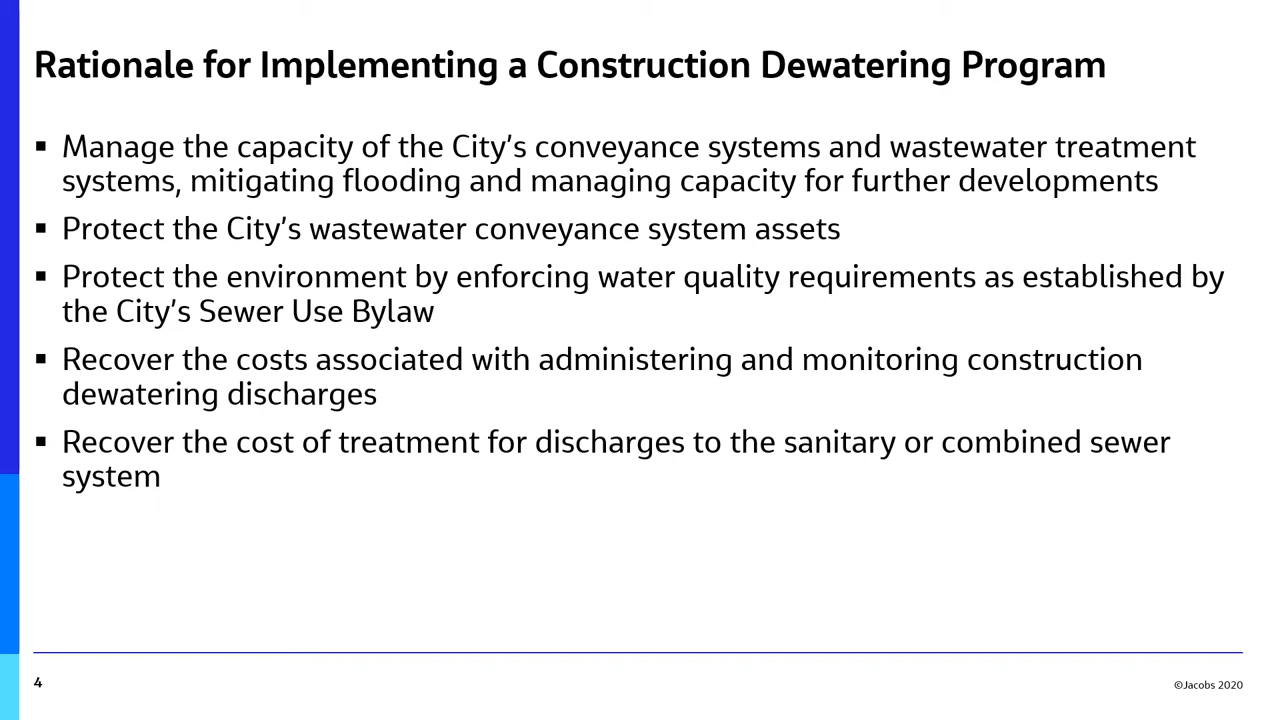 Rationale for Implementing a Construction Dewatering Program
▪ Manage the capacity of the City’s conveyance systems and wastewater treatment
systems, mitigating flooding and managing capacity for further developments
▪ Protect the City’s wastewater conveyance system assets
▪ Protect the environment by enforcing water quality requirements as established by
the City’s Sewer Use Bylaw
▪ Recover the costs associated with administering and monitoring construction
dewatering discharges
▪ Recover the cost of treatment for discharges to the sanitary or combined sewer
system
4
©Jacobs 2020